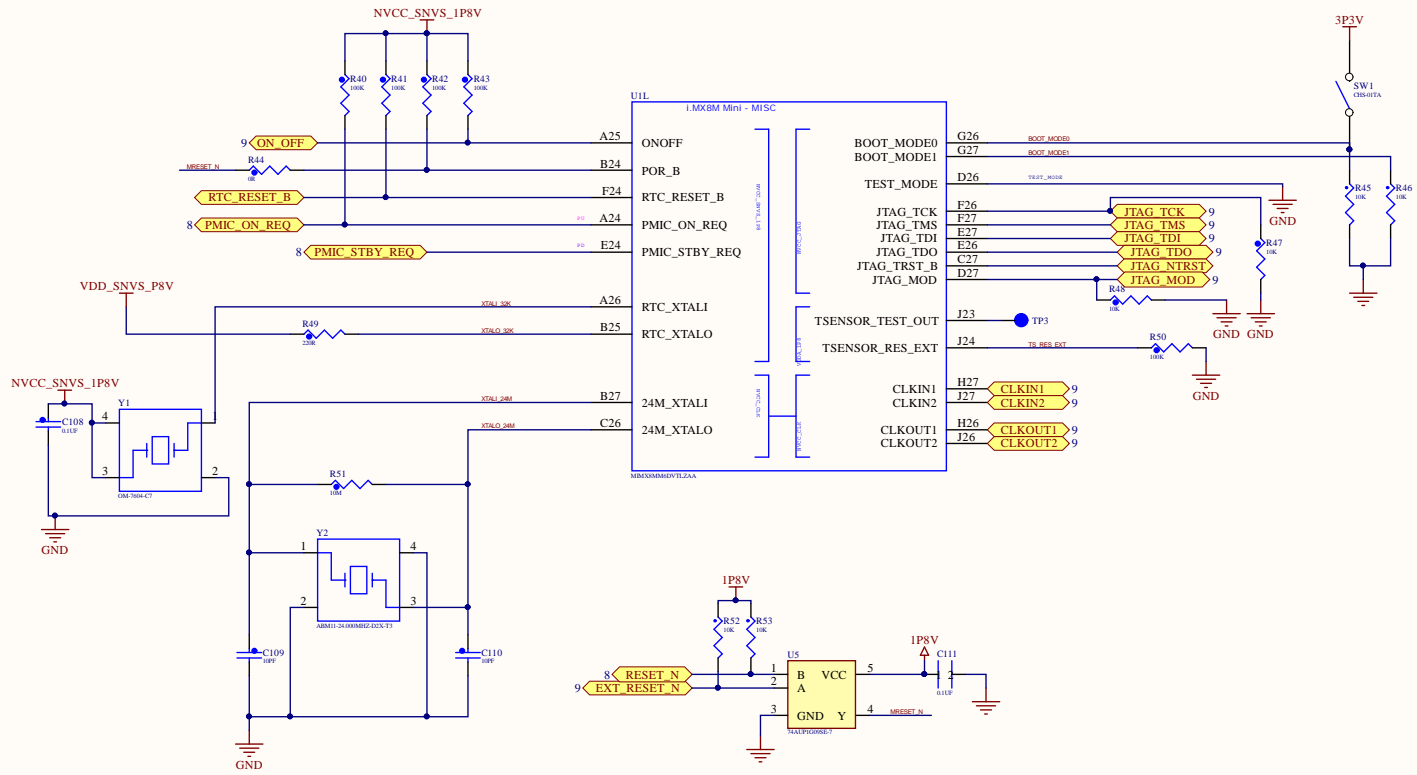 NVCC_SNVS_1P8V
3P3V
R40
100K
R41
100K
R42
100K
R43
100K
SW1
CHS-01TA
U1L
i.MX8M Mini - MISC
9 ON_OFF
A25 ONOFF
MRESET_N
R44
0R
B24 POR_B
RTC_RESET_B
F24 RTC_RESET_B
8 PMIC_ON_REQ
A24 PMIC_ON_REQ
8 PMIC_STBY_REQ
E24 PMIC_STBY_REQ
BOOT_MODE0 G26 BOOT_MODE0
BOOT_MODE1 G27 BOOT_MODE1
TEST_MODE D26 TEST_MODE
GND
JTAG_TCK F26 JTAG_TCK 9
JTAG_TMS F27 JTAG_TMS 9
JTAG_TDI E27 JTAG_TDI 9
JTAG_TDO E26 JTAG_TDO 9
JTAG_TRST_B C27 JTAG_NTRST
JTAG_MOD D27 JTAG_MOD 9
R45
10K
R46
10K
R47
10K
R48
10K
GND
GND
VDD_SNVS_P8V
XTALI_32K
A26 RTC_XTALI
R49
220R
XTALO_32K
B25 RTC_XTALO
TSENSOR_TEST_OUT J23 TP3
TSENSOR_RES_EXT J24 TS_RES_EXT
R50
100K
GND
NVCC_SNVS_1P8V
C108
0.1UF
Y1
4
1
3
2
OM-7604-C7
GND
XTALI_24M
B27 24M_XTALI
XTALO_24M
C26 24M_XTALO
CLKIN1 H27 CLKIN1 9
CLKIN2 J27 CLKIN2 9
CLKOUT1 H26 CLKOUT1 9
CLKOUT2 J26 CLKOUT2 9
NVCC_JTAG
NVCC_CLK
MIMX8MM6DVTLZAA
R51
10M
Y2
1
4
2
3
ABM11-24.000MHZ-D2X-T3
C109
10PF
C110
10PF
GND
1P8V
R52
10K
R53
10K
8 RESET_N
9 EXT_RESET_N
U5
1 B
2 A
3 GND
VCC 5
Y 4
74AUP1G09SE-7
MRESET_N
1P8V
C111
1 2
0.1UF